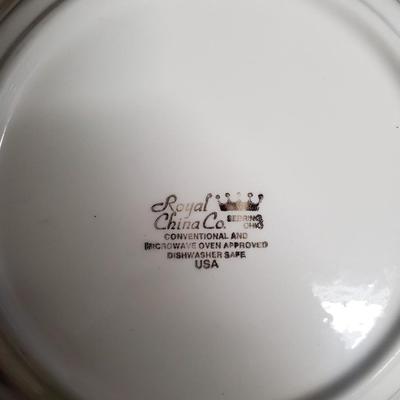 Royal
China Co. SEBRING
OHIO
CONVENTIONAL AND
MICROWAVE OVEN APPROVED
DISHWASHER SAFE
USA